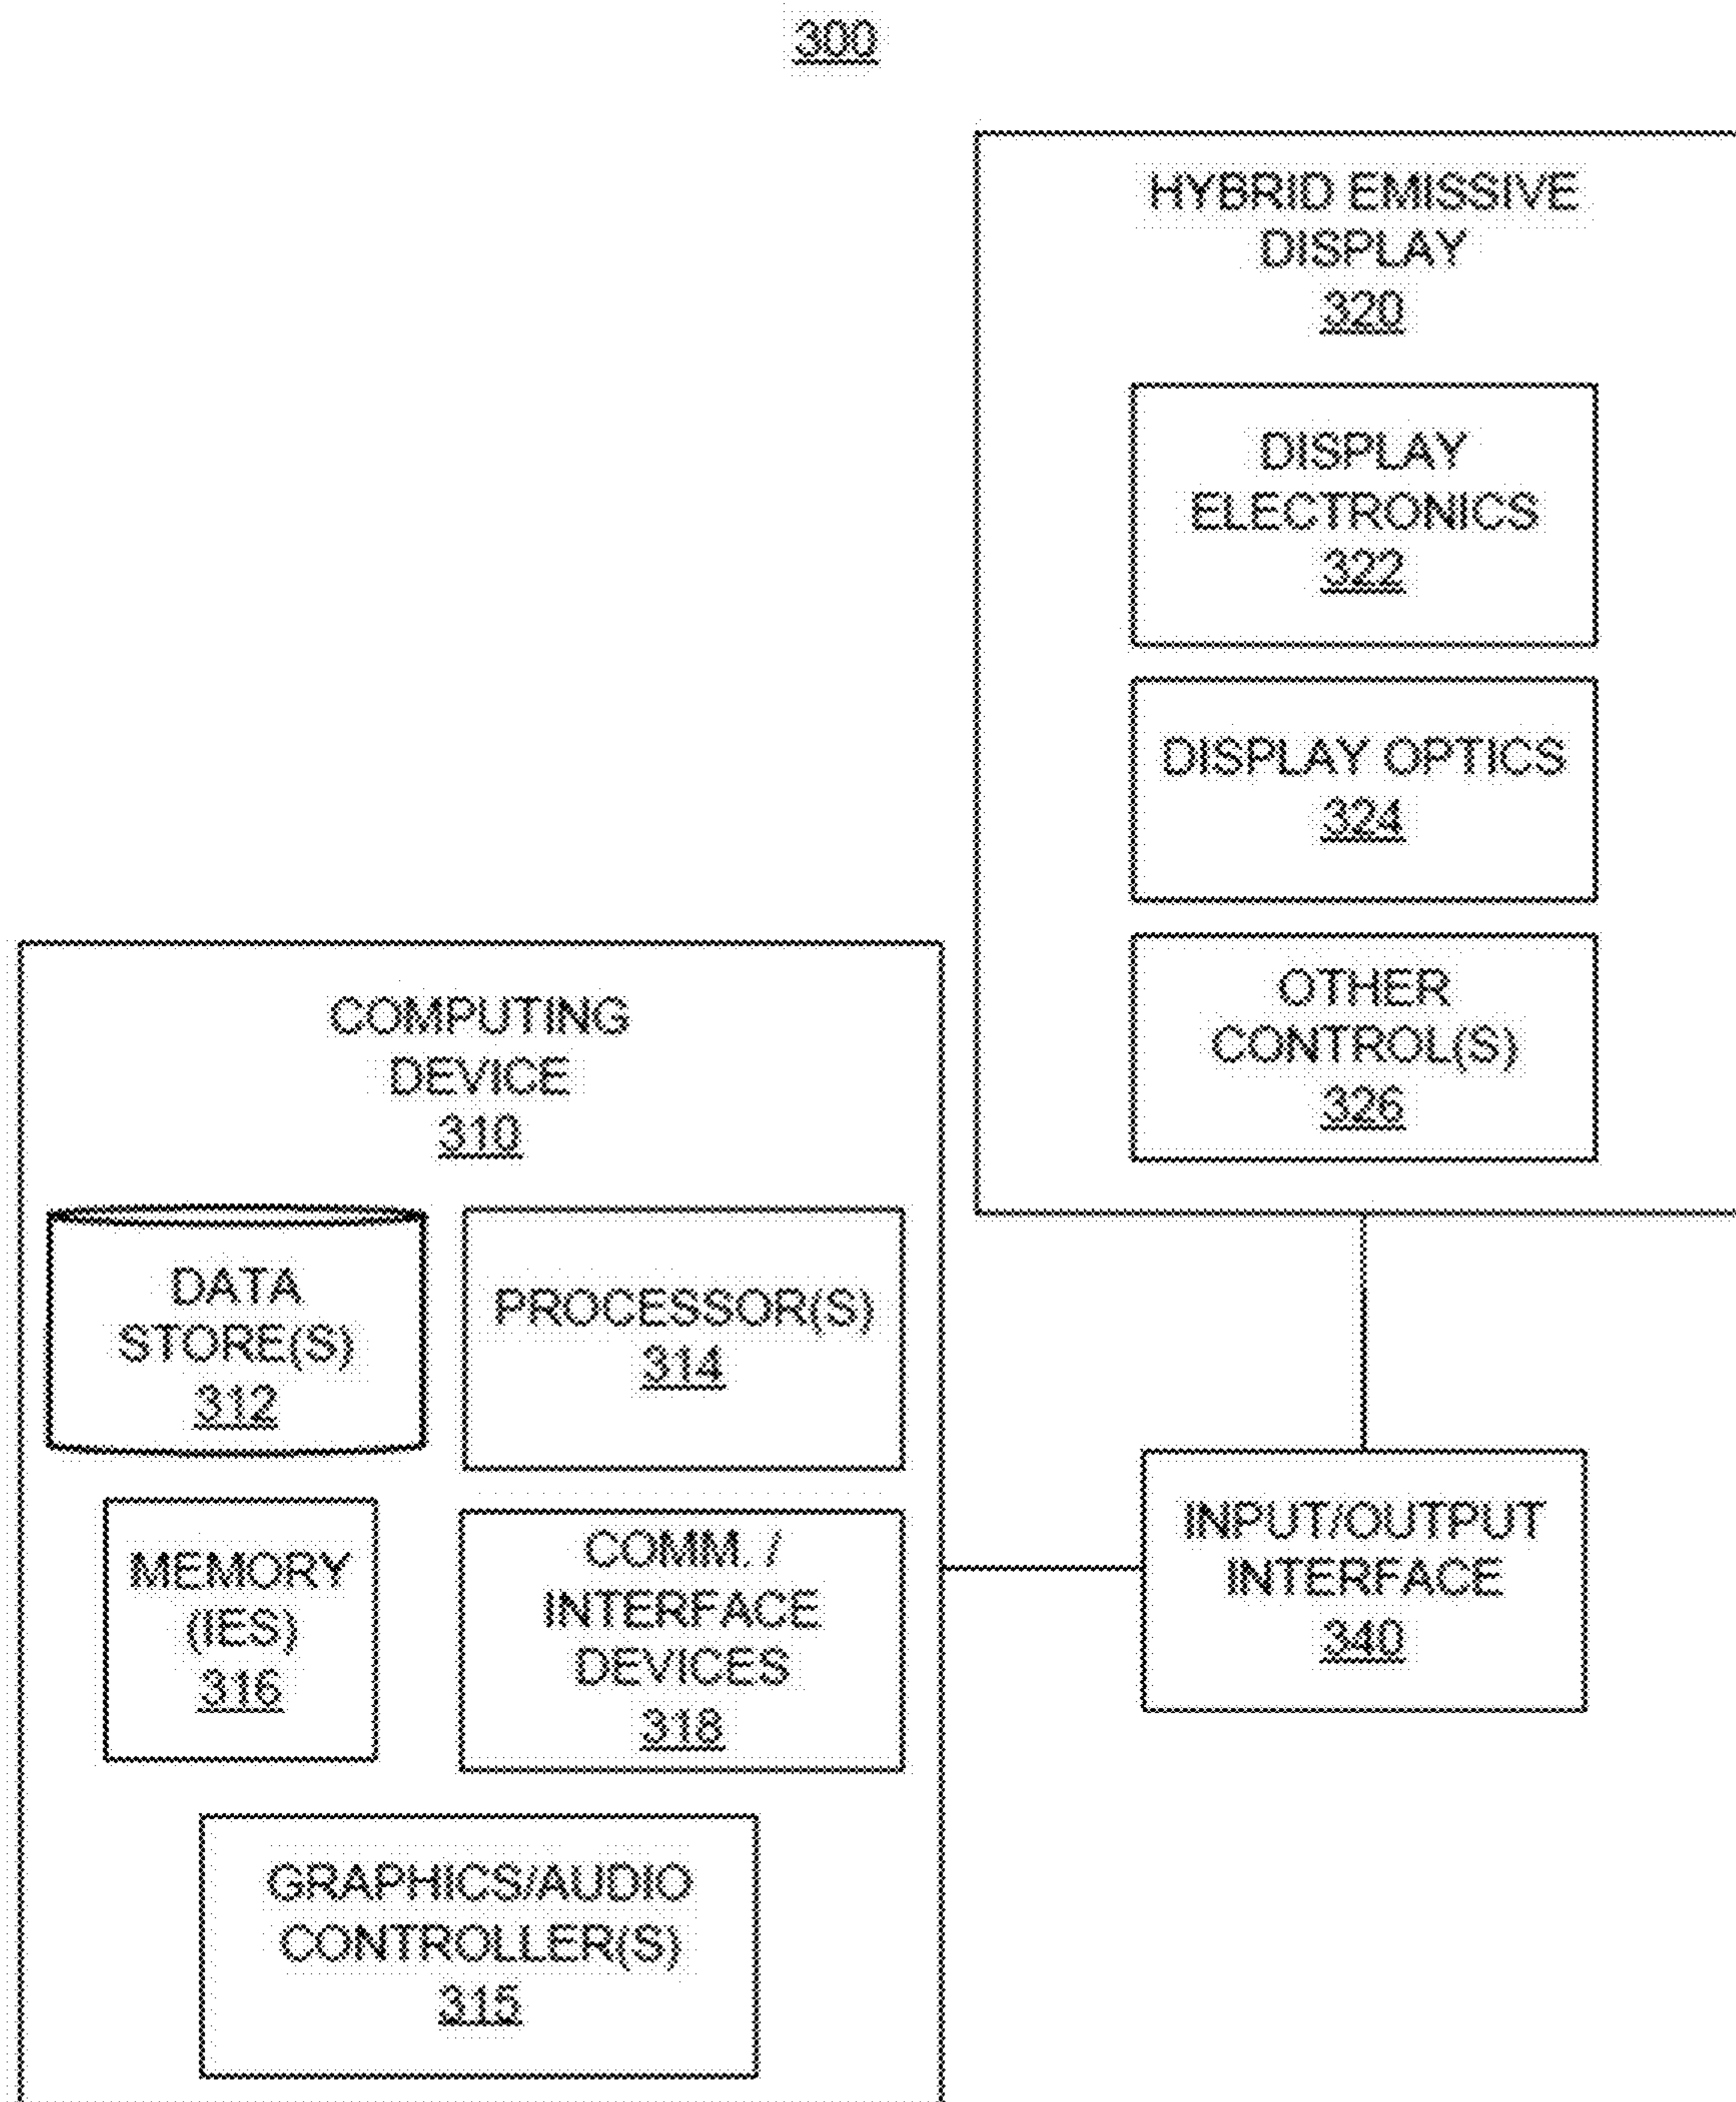 300
HYBRID EMISSIVE
DISPLAY
320
DISPLAY
ELECTRONICS
322
DISPLAY OPTICS
324
OTHER
CONTROL(S)
326
COMPUTING
DEVICE
310
DATA
STORE(S)
312
PROCESSOR(S)
314
MEMORY
(IES)
316
COMM. /
INTERFACE
DEVICES
318
GRAPHICS/AUDIO
CONTROLLER(S)
315
INPUT/OUTPUT
INTERFACE
340